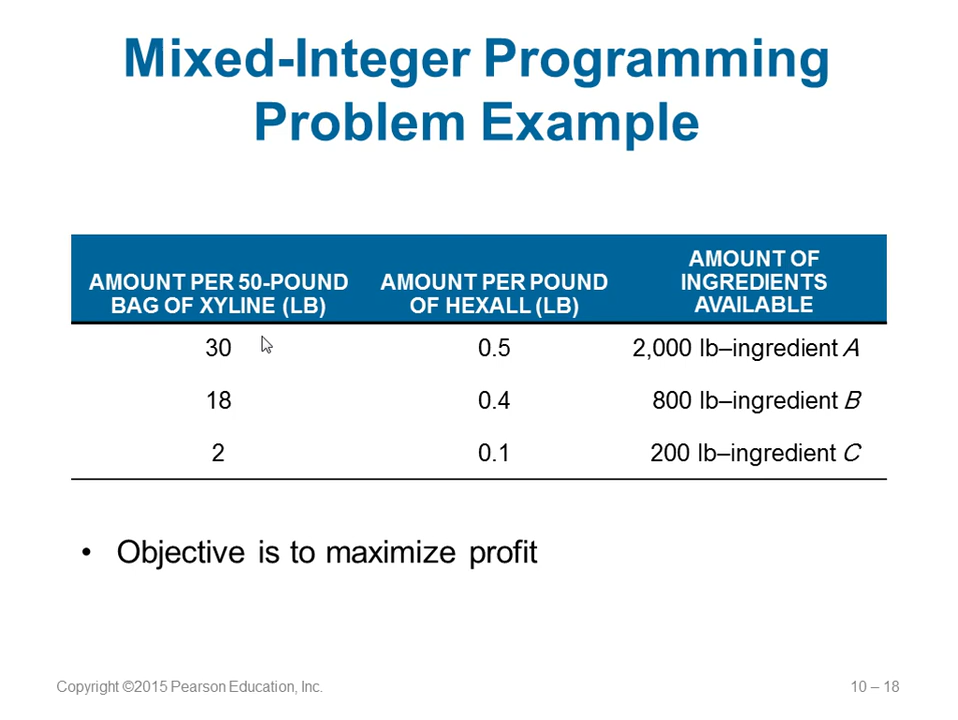 Mixed-Integer Programming
Problem Example
AMOUNT PER 50-POUND
BAG OF XYLINE (LB)
AMOUNT PER POUND
OF HEXALL (LB)
AMOUNT OF
INGREDIENTS
AVAILABLE
30 0.5 2,000 lb–ingredient A
18 0.4 800 lb–ingredient B
2 0.1 200 lb–ingredient C
• Objective is to maximize profit
Copyright ©2015 Pearson Education, Inc. 10 – 18